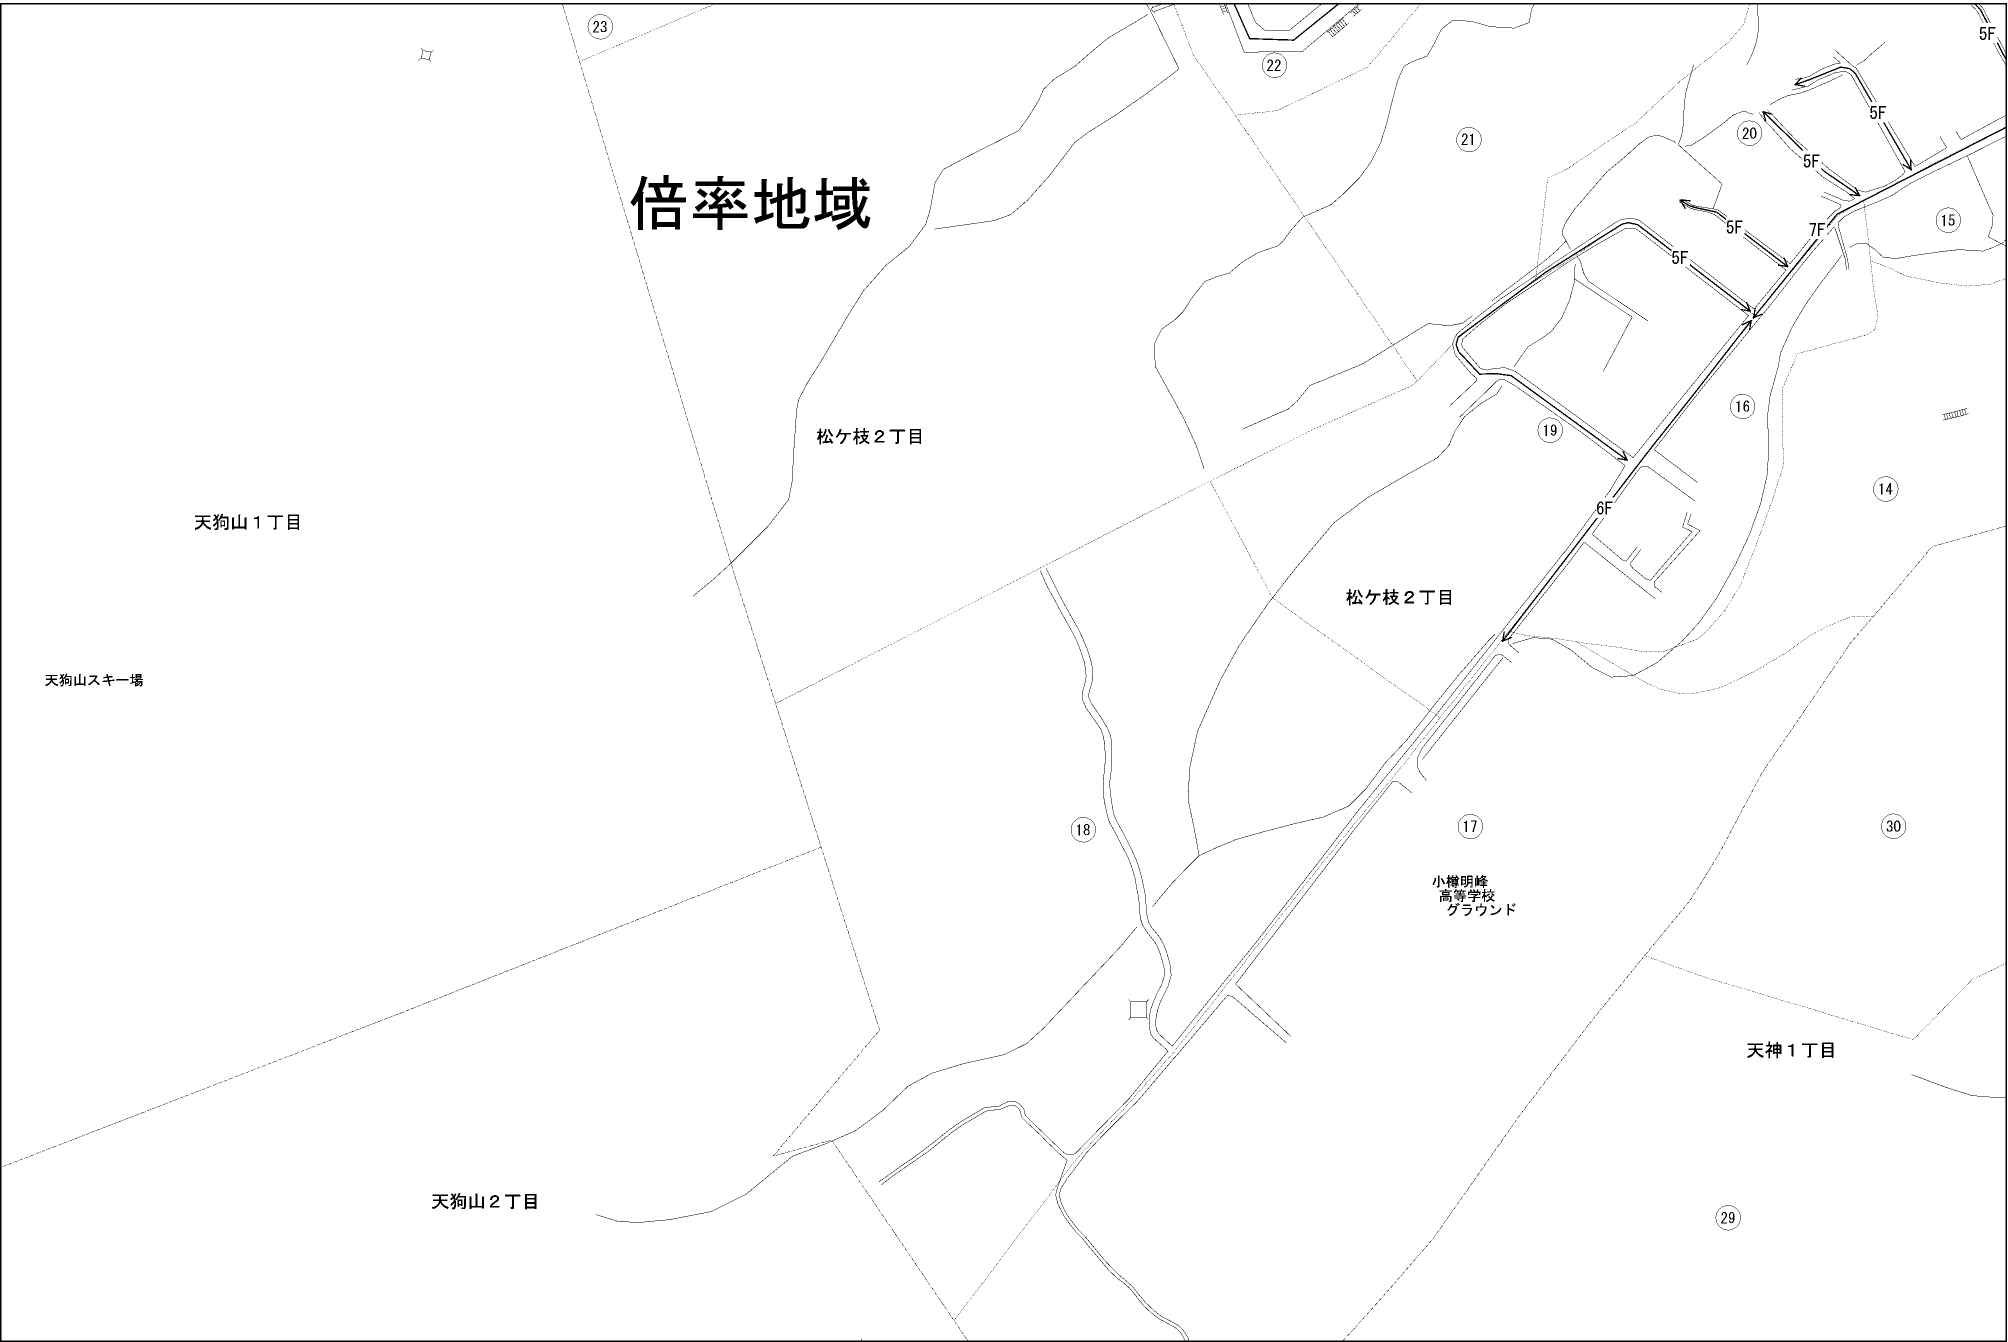 23
22
5F
5F
20
21
5F
倍率地域
5F
7F
15
5F
16
松ケ枝２丁目
19
14
6F
天狗山１丁目
松ケ枝２丁目
天狗山スキー場
18
17
30
小樽明峰
高等学校
グラウンド
天神１丁目
天狗山２丁目
29